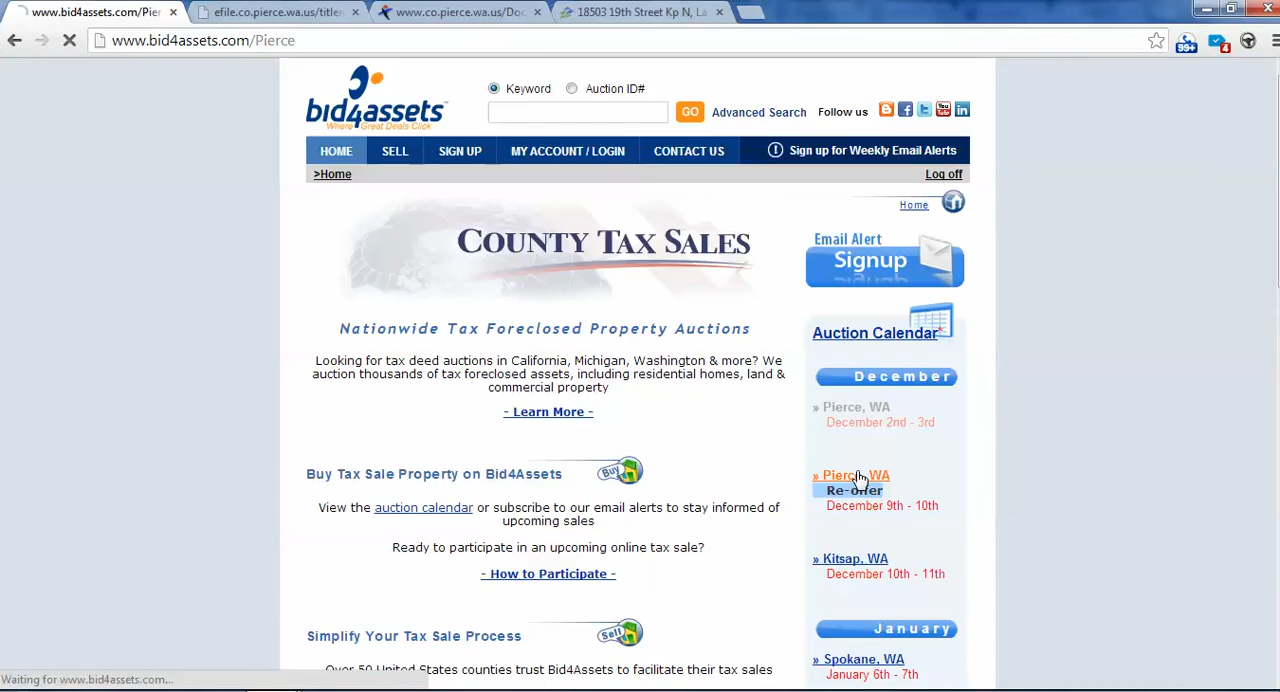 www.bid4assets.com/Pier
efile.co.pierce.wa.us/titler
www.co.pierce.wa.us/Doc
18503 19th Street Kp N, La
www.bid4assets.com/Pierce
99+
4
bid4assets
Where Great Deals Click
Keyword
Auction ID#
GO
Advanced Search
Follow us
You Tube
HOME
SELL
SIGN UP
MY ACCOUNT / LOGIN
CONTACT US
Sign up for Weekly Email Alerts
>Home
Log off
Home
COUNTY TAX SALES
Email Alert
Signup
Nationwide Tax Foreclosed Property Auctions
Auction Calendar*
Looking for tax deed auctions in California, Michigan, Washington & more? We
auction thousands of tax foreclosed assets, including residential homes, land &
commercial property
- Learn More -
December
» Pierce, WA
December 2nd - 3rd
Buy Tax Sale Property on Bid4Assets
Buy
» Pierce, WA
Re-offer
December 9th - 10th
View the auction calendar or subscribe to our email alerts to stay informed of
upcoming sales
Ready to participate in an upcoming online tax sale?
- How to Participate -
» Kitsap, WA
December 10th - 11th
January
Simplify Your Tax Sale Process
Sell
» Spokane, WA
January 6th - 7th
Over 50 United States counties trust Bid4Assets to facilitate their tax sales
Waiting for www.bid4assets.com...